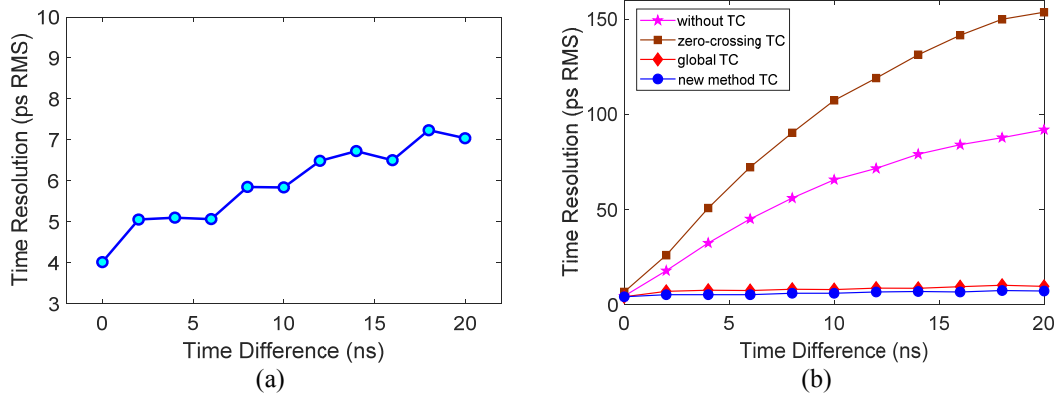 10
9
8
7
6
5
4
3
Time Resolution (ps RMS)
0 5 10 15 20
Time Difference (ns)
(a)
150
100
50
0
Time Resolution (ps RMS)
without TC
zero-crossing TC
global TC
new method TC
0 5 10 15 20
Time Difference (ns)
(b)